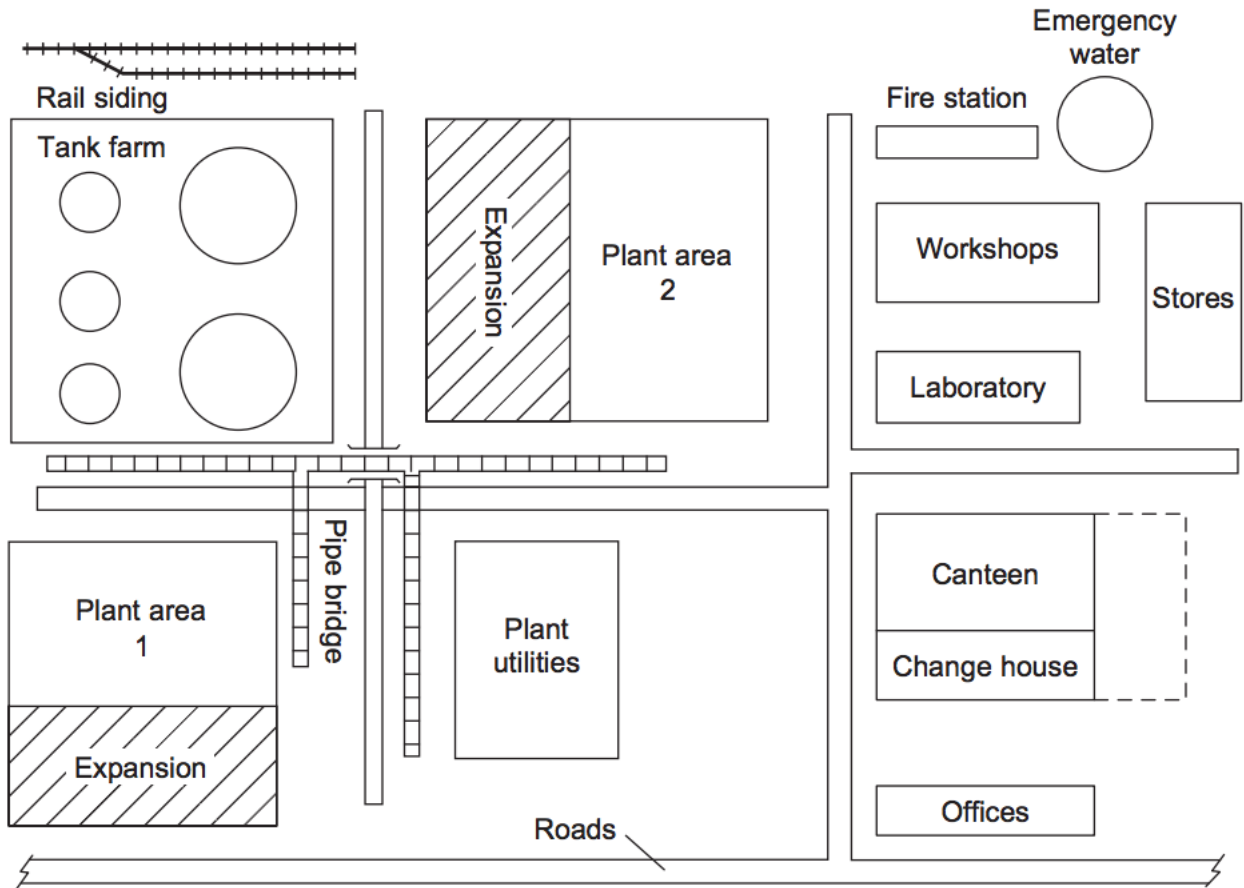 Emergency
water
Rail siding
Fire station
Tank farm
Expansion
Plant area
2
Workshops
Stores
Laboratory
Pipe bridge
Plant area
1
Expansion
Plant
utilities
Canteen
Change house
Offices
Roads